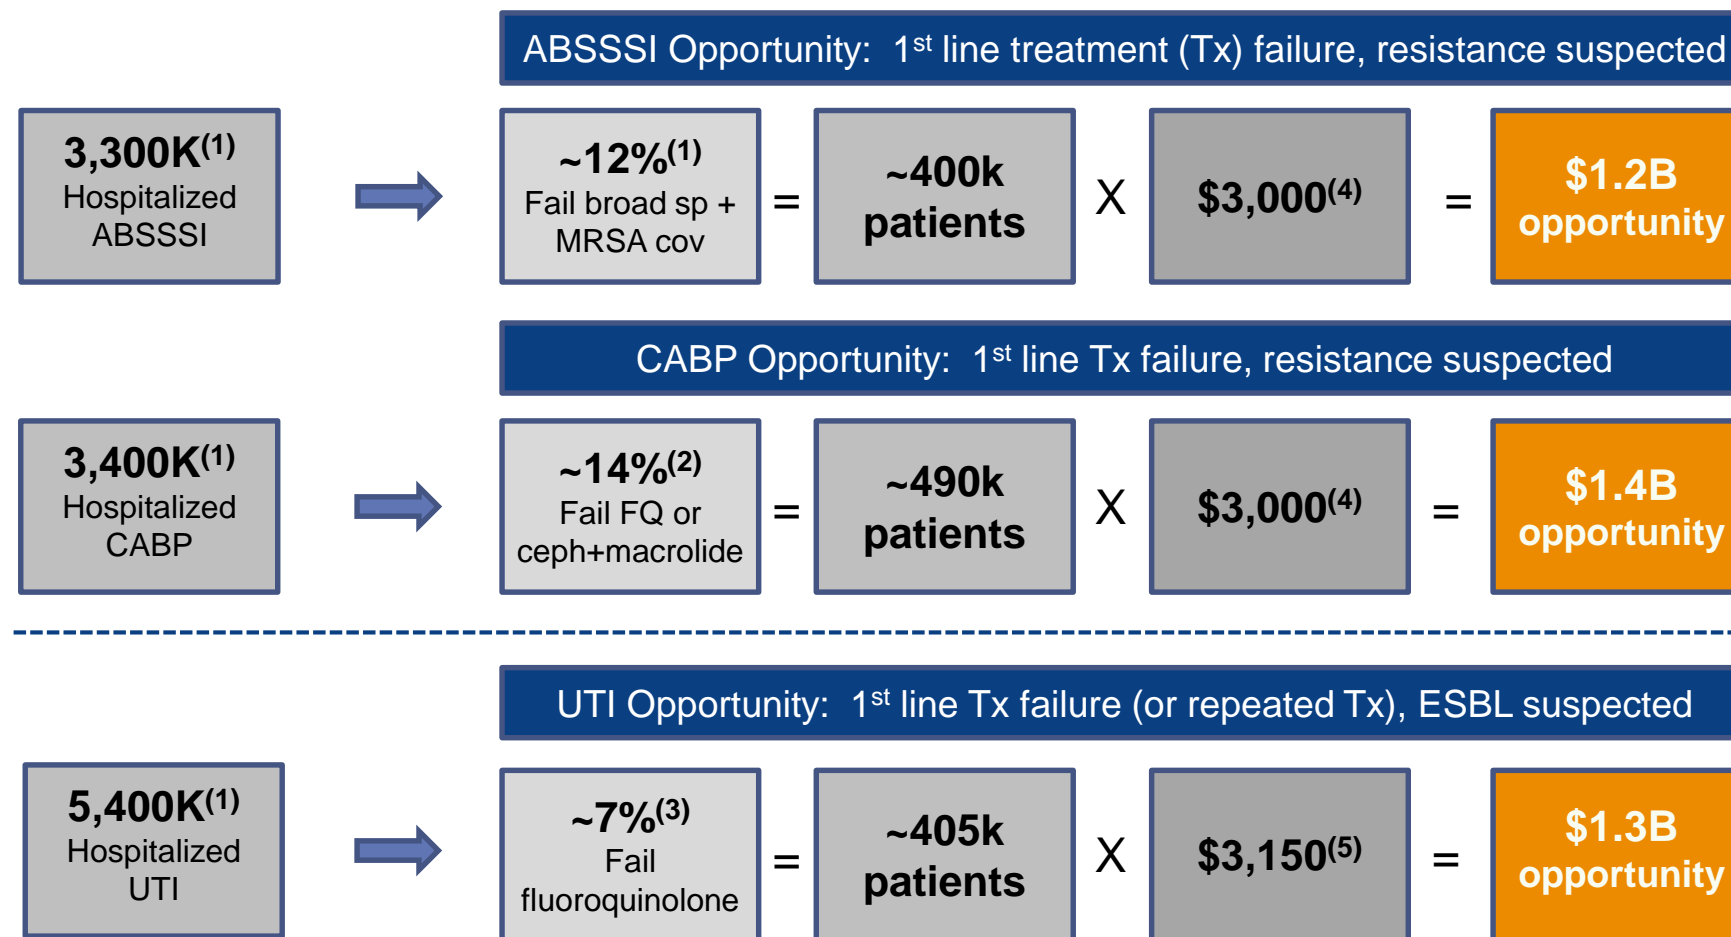 ABSSSI Opportunity: 1st line treatment (Tx) failure, resistance suspected
3,300K(1)
Hospitalized
ABSSSI
~12%(1)
Fail broad sp +
MRSA cov
=
~400k
patients
X
$3,000(4)
=
$1.2B
opportunity
CABP Opportunity: 1st line Tx failure, resistance suspected
3,400K(1)
Hospitalized
CABP
~14%(2)
Fail FQ or
ceph+macrolide
=
~490k
patients
X
$3,000(4)
=
$1.4B
opportunity
UTI Opportunity: 1st line Tx failure (or repeated Tx), ESBL suspected
5,400K(1)
Hospitalized
UTI
~7%(3)
Fail
fluoroquinolone
=
~405k
patients
X
$3,150(5)
=
$1.3B
opportunity